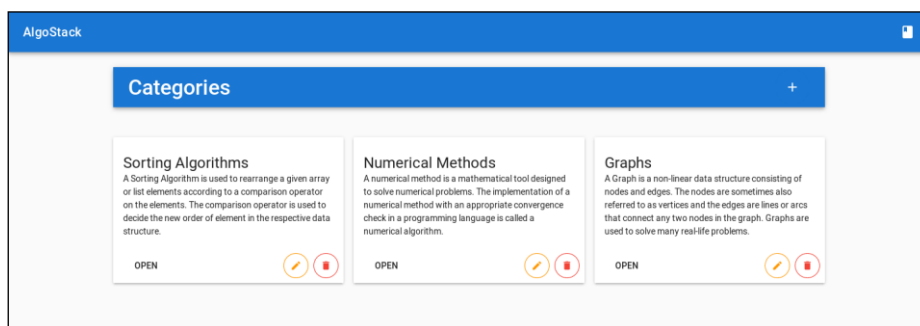 AlgoStack
Categories
Sorting Algorithms
A Sorting Algorithm is used to rearrange a given array
or list elements according to a comparison operator
on the elements. The comparison operator is used to
decide the new order of element in the respective data
structure.
OPEN
Numerical Methods
A numerical method is a mathematical tool designed
to solve numerical problems. The implementation of a
numerical method with an appropriate convergence
check in a programming language is called a
numerical algorithm.
OPEN
Graphs
A Graph is a non-linear data structure consisting of
nodes and edges. The nodes are sometimes also
referred to as vertices and the edges are lines or arcs
that connect any two nodes in the graph. Graphs are
used to solve many real-life problems.
OPEN